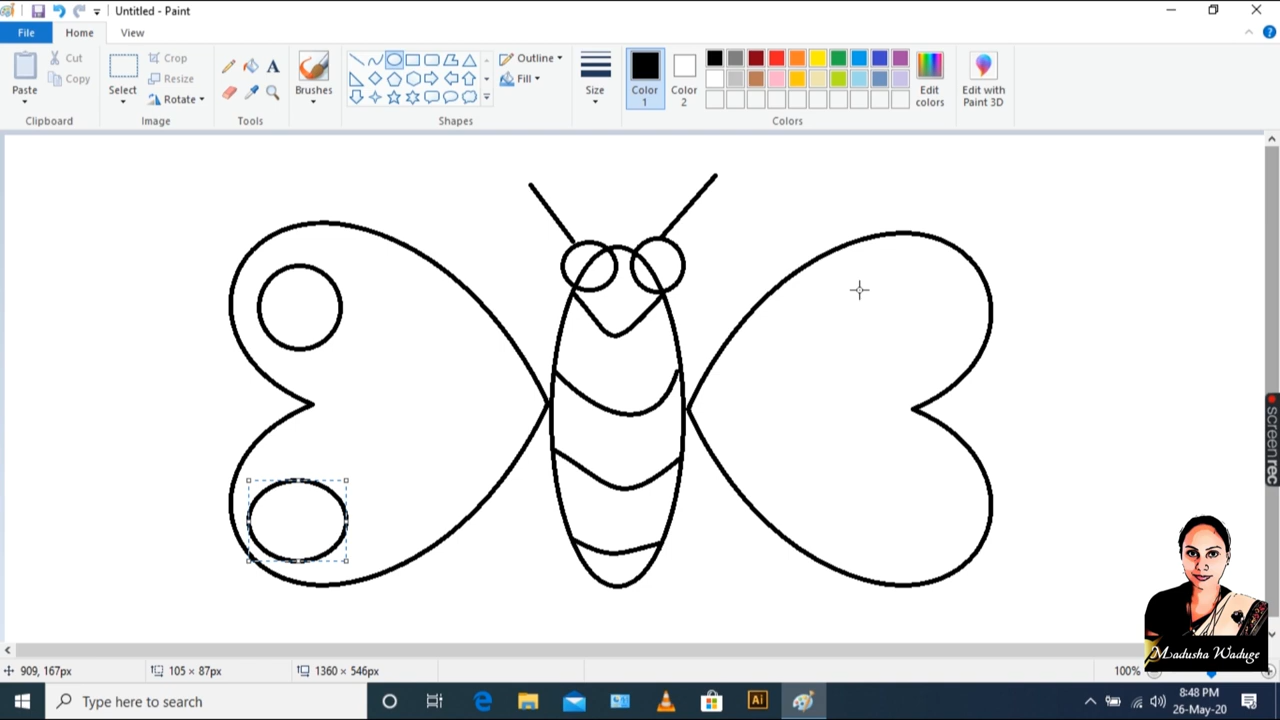 Untitled - Paint
File
Home
View
Paste
Cut
Copy
Clipboard
Select
Crop
Resize
Rotate
Image
Tools
Brushes
Shapes
Outline
Fill
Size
Color
1
Color
2
Edit
colors
Colors
Edit with
Paint 3D
screenrec
Madusha Waduge
909, 167px
105 × 87px
1360 × 546px
100%
Type here to search
Ai
8:48 PM
26-May-20